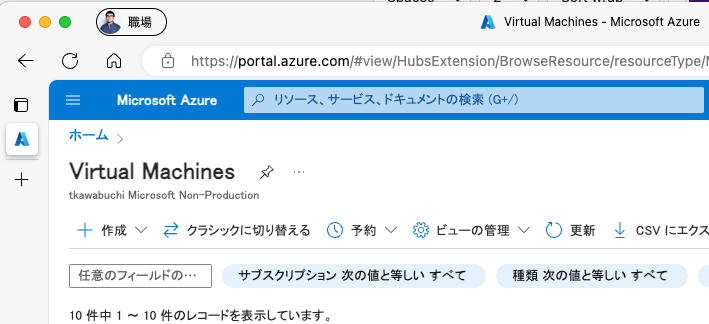 職場
Virtual Machines - Microsoft Azure
https://portal.azure.com/#view/HubsExtension/BrowseResource/resourceType/
Microsoft Azure
リソース、サービス、ドキュメントの検索 (G+/)
ホーム
Virtual Machines
tkawabuchi Microsoft Non-Production
作成 クラシックに切り替える 予約 ビューの管理 更新 CSV にエクス
任意のフィールドの… サブスクリプション 次の値と等しい すべて 種類 次の値と等しい すべて
10 件中 1 ～ 10 件のレコードを表示しています。